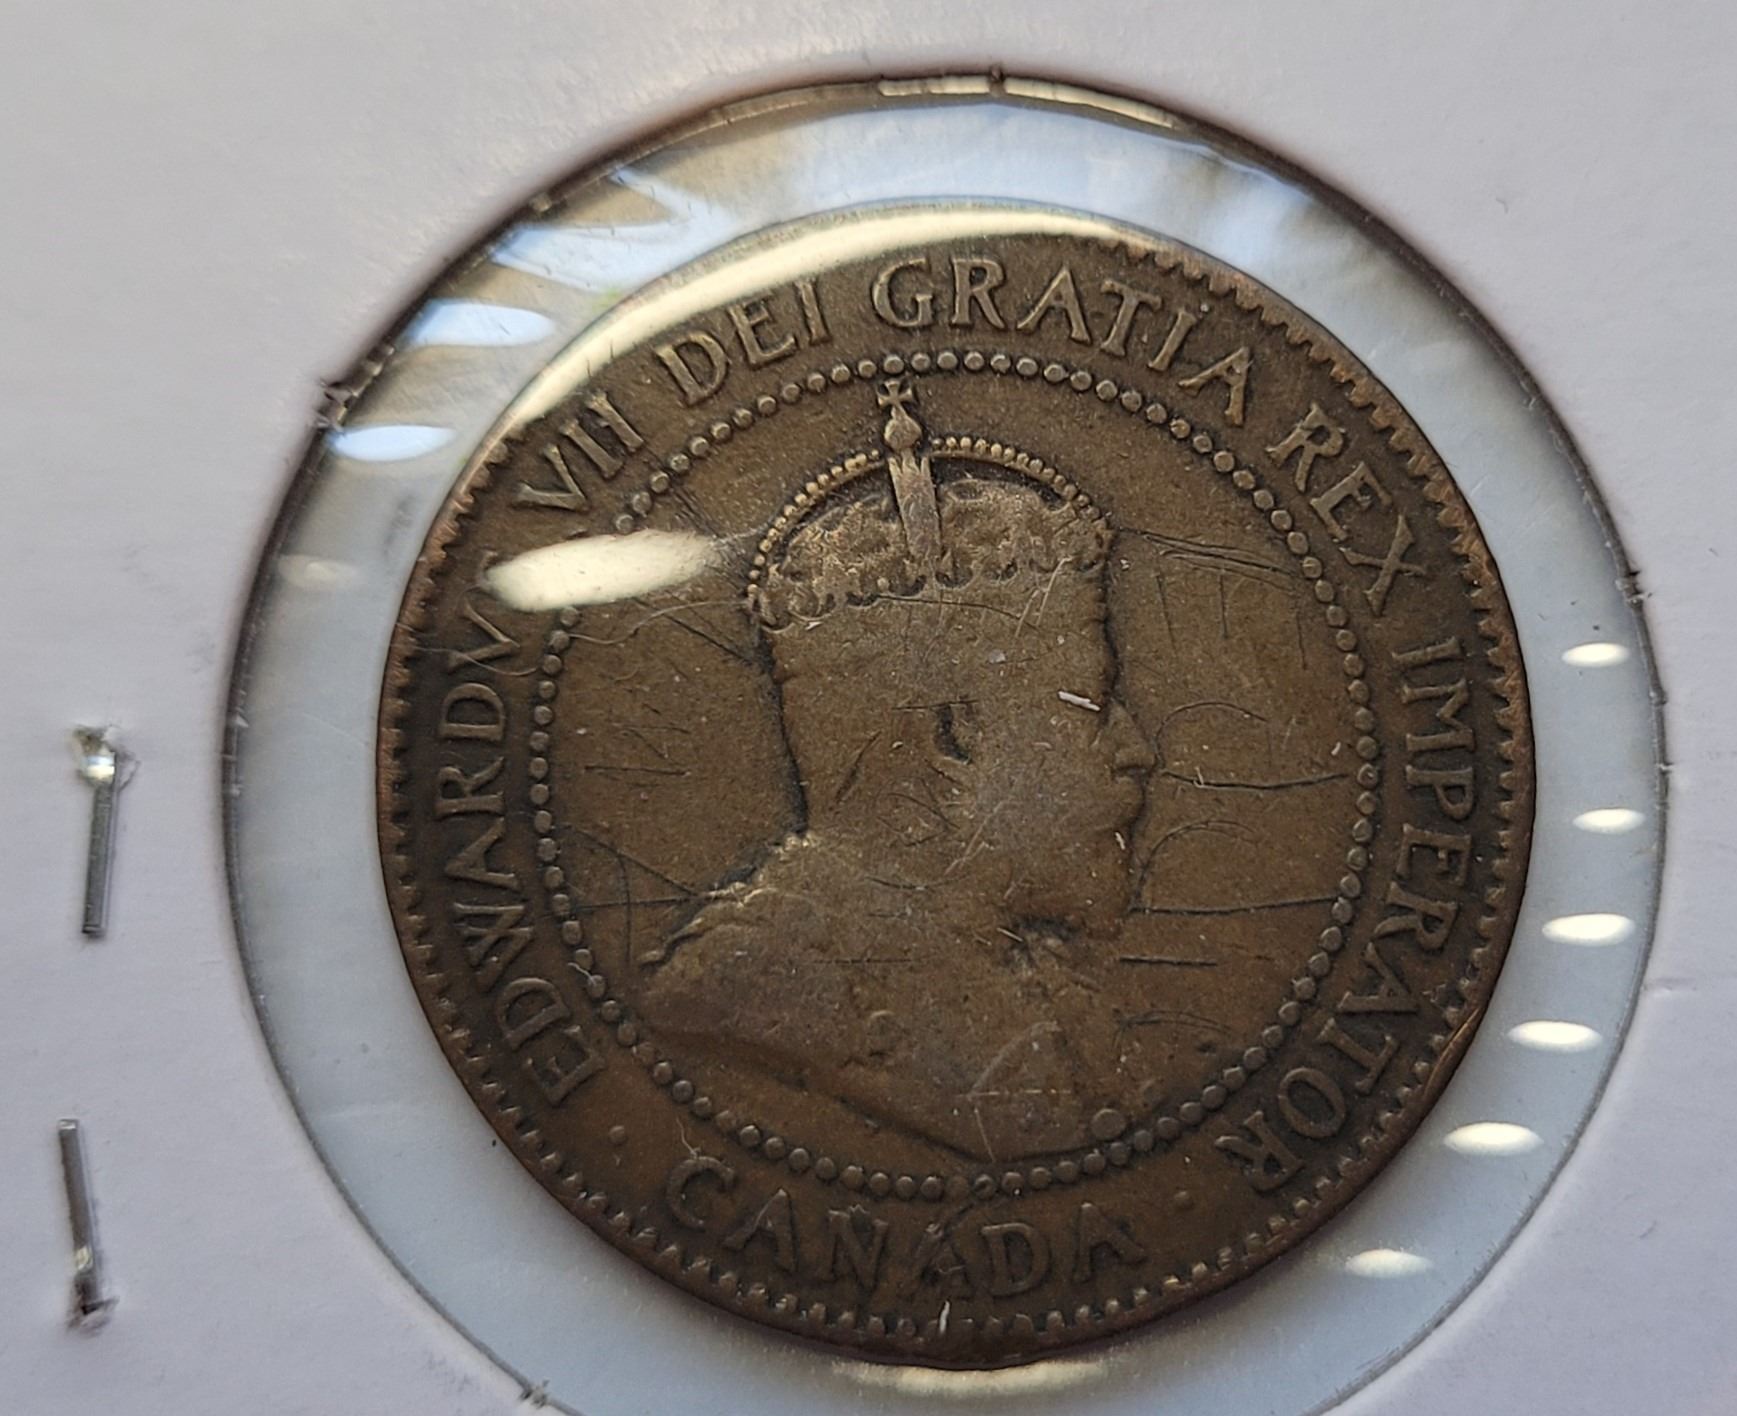 EDWARDVS VII DEI GRATIA REX IMPERATOR
· CANADA ·